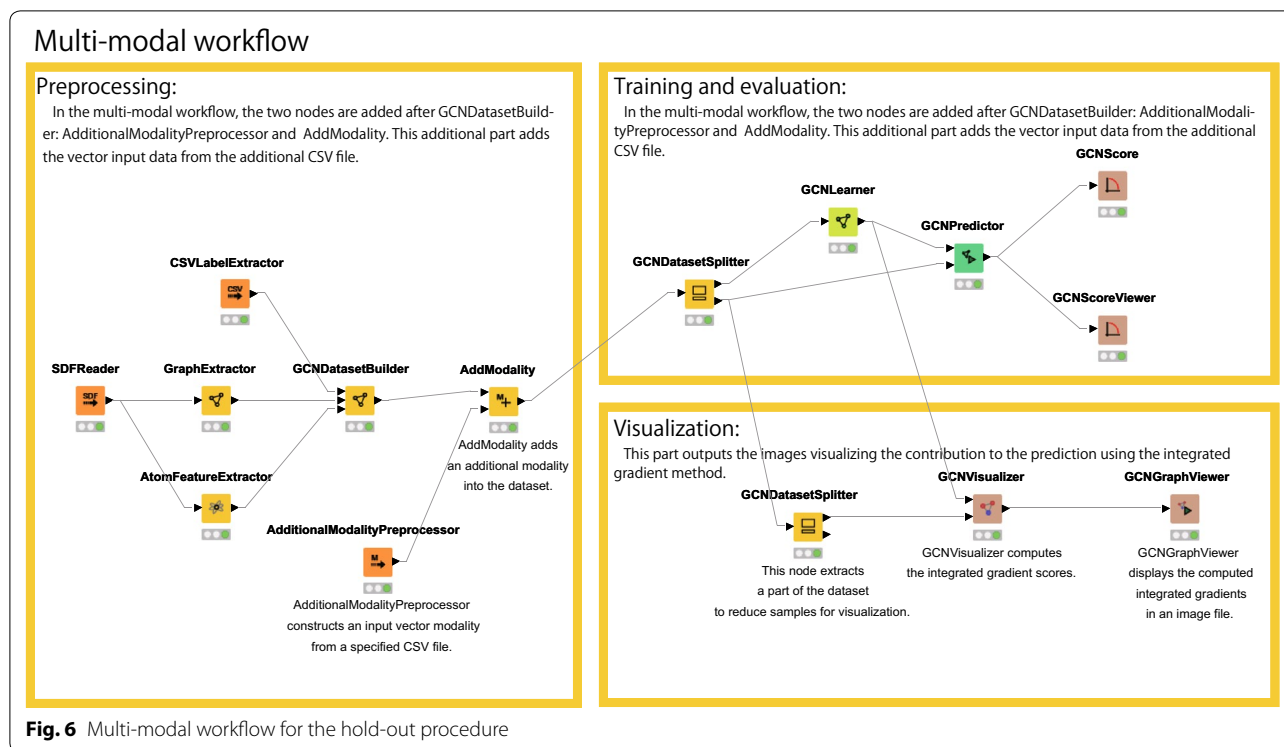 Multi-modal workflow
Preprocessing:
In the multi-modal workflow, the two nodes are added after GCNDatasetBuild-
er: AdditionalModalityPreprocessor and AddModality. This additional part adds
the vector input data from the additional CSV file.
CSVLabelExtractor
CSV
SDFReader
SDF
GraphExtractor
GCNDatasetBuilder
AddModality
M+
AddModality adds
an additional modality
into the dataset.
AtomFeatureExtractor
AdditionalModalityPreprocessor
M
AdditionalModalityPreprocessor
constructs an input vector modality
from a specified CSV file.
Training and evaluation:
In the multi-modal workflow, the two nodes are added after GCNDatasetBuilder: AdditionalModali-
tyPreprocessor and AddModality. This additional part adds the vector input data from the additional
CSV file.
GCNScore
GCNLearner
GCNPredictor
GCNDatasetSplitter
GCNScoreViewer
Visualization:
This part outputs the images visualizing the contribution to the prediction using the integrated
gradient method.
GCNDatasetSplitter
This node extracts
a part of the dataset
to reduce samples for visualization.
GCNVisualizer
GCNVisualizer computes
the integrated gradient scores.
GCNGraphViewer
GCNGraphViewer
displays the computed
integrated gradients
in an image file.
Fig. 6 Multi-modal workflow for the hold-out procedure